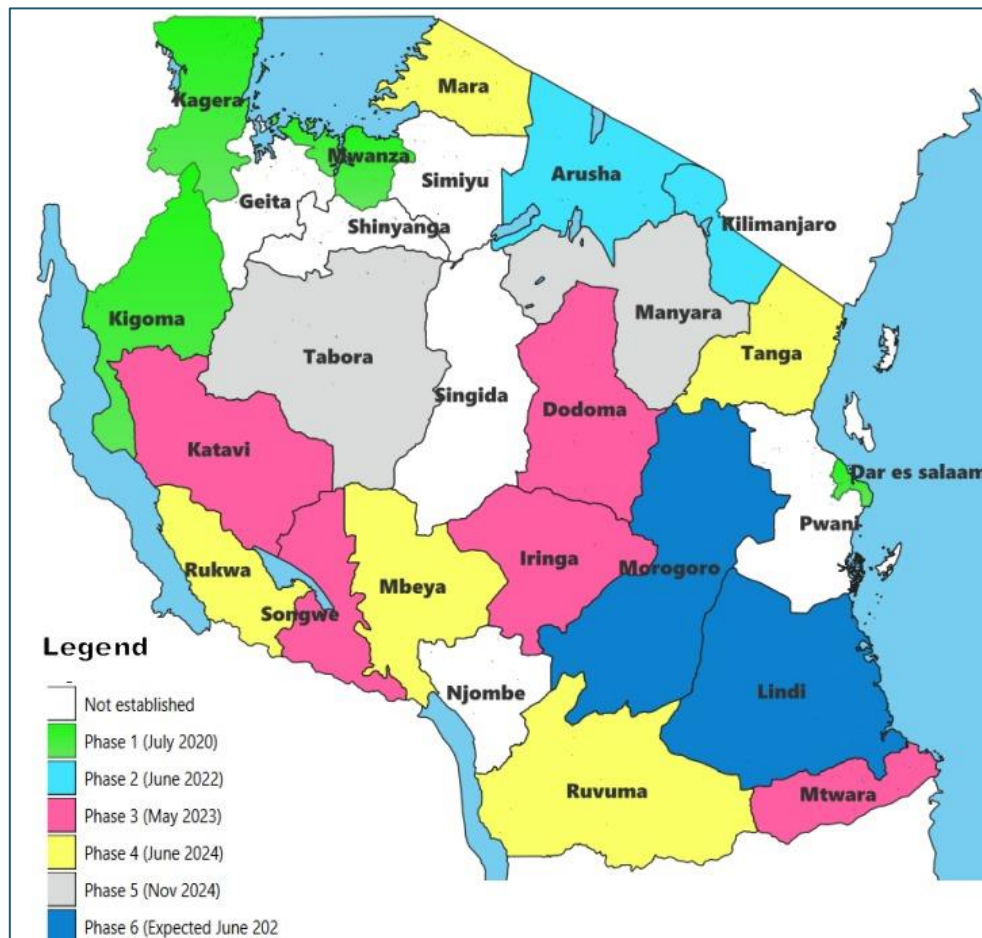 Mara
Kagera
Mwanza
Simiyu
Arusha
Geita
Shinyanga
Kilimanjaro
Kigoma
Manyara
Tabora
Tanga
Singida
Dodoma
Katavi
Dar es salaam
Pwani
Iringa
Morogoro
Rukwa
Mbeya
Songwe
Njombe
Lindi
Ruvuma
Mtwara
Legend
Not established
Phase 1 (July 2020)
Phase 2 (June 2022)
Phase 3 (May 2023)
Phase 4 (June 2024)
Phase 5 (Nov 2024)
Phase 6 (Expected June 202